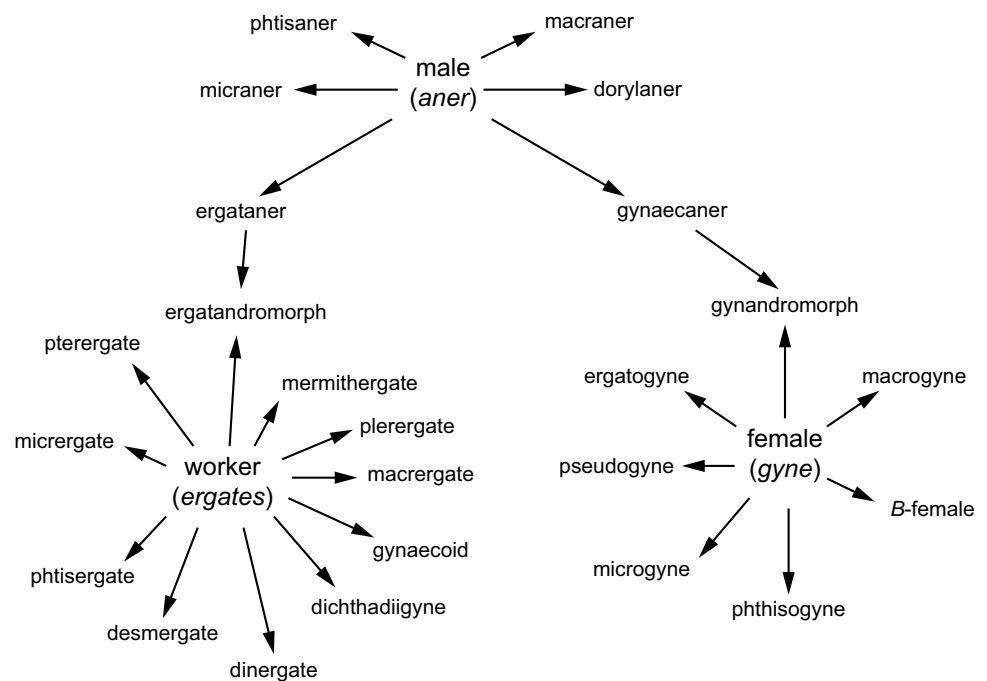 phtisaner
macraner
male
(aner)
micraner
dorylaner
ergataner
gynaecaner
ergatandromorph
gynandromorph
pterergate
mermithergate
ergatogyne
macrogyne
micrergate
plerergate
worker
(ergates)
macrergate
female
(gyne)
pseudogyne
B-female
gynaecoid
phtisergate
microgyne
dichthadiigyne
phthisogyne
desmergate
dinergate